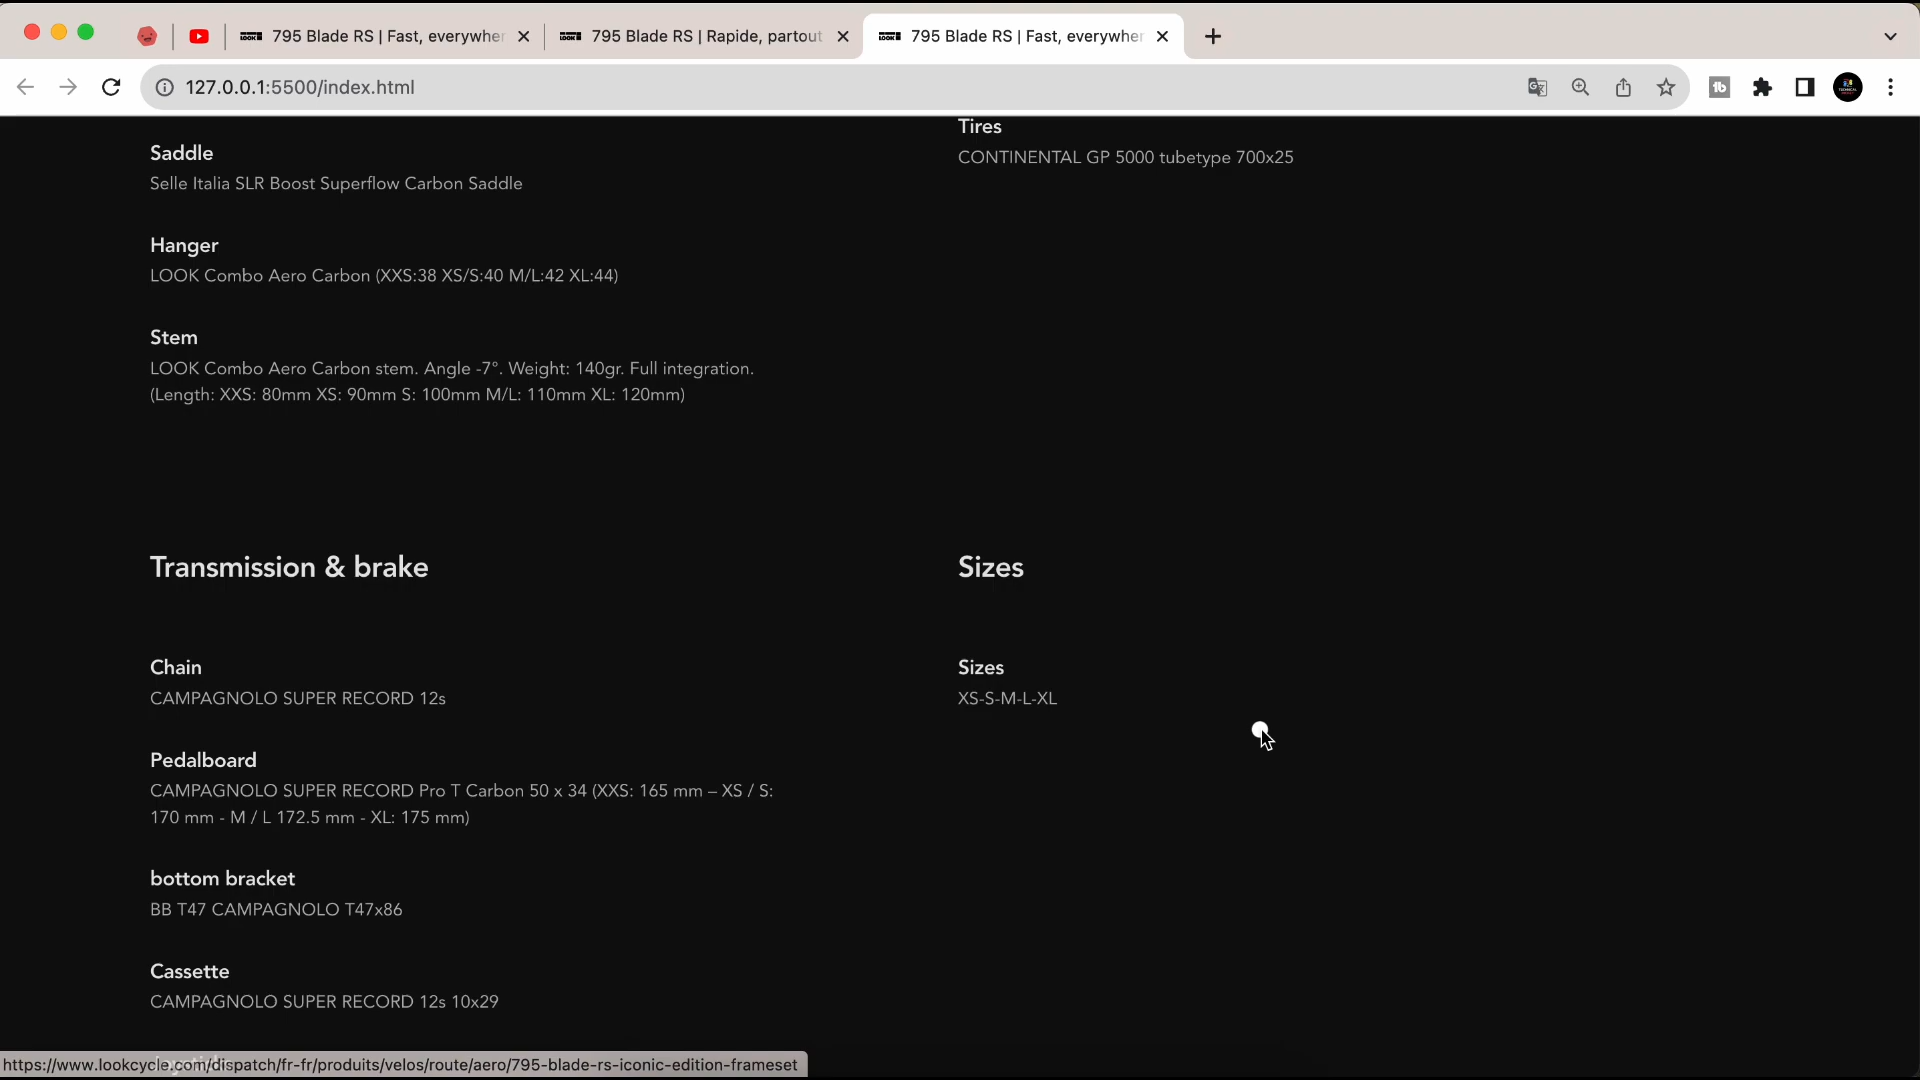 795 Blade RS | Fast, everywher
795 Blade RS | Rapide, partout
795 Blade RS | Fast, everywher
127.0.0.1:5500/index.html
Saddle
Selle Italia SLR Boost Superflow Carbon Saddle
Hanger
LOOK Combo Aero Carbon (XXS:38 XS/S:40 M/L:42 XL:44)
Stem
LOOK Combo Aero Carbon stem. Angle -7°. Weight: 140gr. Full integration.
(Length: XXS: 80mm XS: 90mm S: 100mm M/L: 110mm XL: 120mm)
Tires
CONTINENTAL GP 5000 tubetype 700x25
Transmission & brake
Chain
CAMPAGNOLO SUPER RECORD 12s
Pedalboard
CAMPAGNOLO SUPER RECORD Pro T Carbon 50 x 34 (XXS: 165 mm – XS / S:
170 mm - M / L 172.5 mm - XL: 175 mm)
bottom bracket
BB T47 CAMPAGNOLO T47x86
Cassette
CAMPAGNOLO SUPER RECORD 12s 10x29
Sizes
Sizes
XS-S-M-L-XL
https://www.lookcycle.com/dispatch/fr-fr/produits/velos/route/aero/795-blade-rs-iconic-edition-frameset